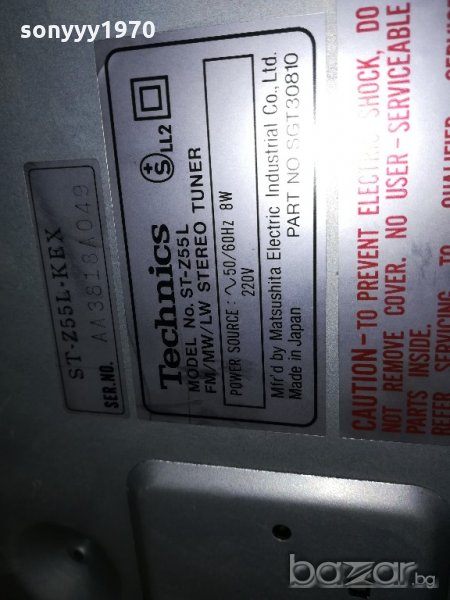 sonyyy1970
ST-Z55L-KEX
SER.NO. AA3818A049
LL2
Technics
MODEL No. ST-Z55L
FM/MW/LW STEREO TUNER
POWER SOURCE: ∿50/60Hz 8W
220V
Mfr'd by Matsushita Electric Industrial Co., Ltd.
Made in Japan PART NO SGT30810
CAUTION-TO PREVENT ELECTRIC SHOCK, DO
NOT REMOVE COVER. NO USER-SERVICEABLE
PARTS INSIDE.
REFER SERVICING TO QUALIFIED
bazar.bg